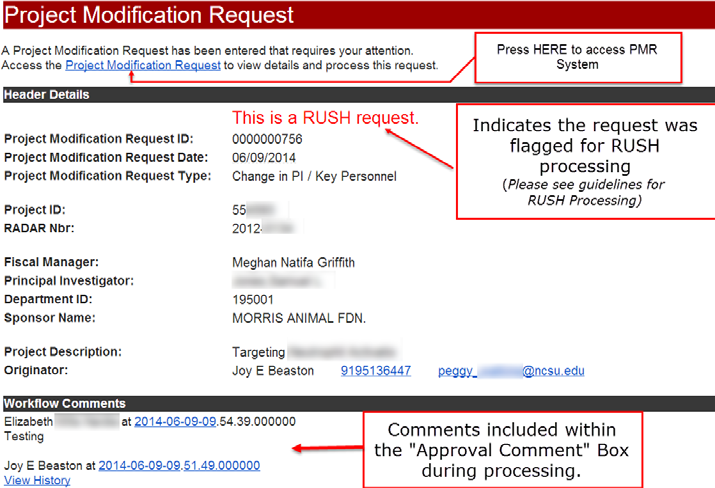 Project Modification Request
A Project Modification Request has been entered that requires your attention.
Access the Project Modification Request to view details and process this request.
Press HERE to access PMR
System
Header Details
This is a RUSH request.
Indicates the request was
flagged for RUSH
processing
(Please see guidelines for
RUSH Processing)
Project Modification Request ID: 0000000756
Project Modification Request Date: 06/09/2014
Project Modification Request Type: Change in PI / Key Personnel
Project ID: 55
RADAR Nbr: 2012-
Fiscal Manager: Meghan Natifa Griffith
Principal Investigator:
Department ID: 195001
Sponsor Name: MORRIS ANIMAL FDN.
Project Description: Targeting
Originator: Joy E Beaston 9195136447 peggy_ @ncsu.edu
Workflow Comments
Elizabeth at 2014-06-09-09.54.39.000000
Testing
Joy E Beaston at 2014-06-09-09.51.49.000000
View History
Comments included within
the "Approval Comment" Box
during processing.